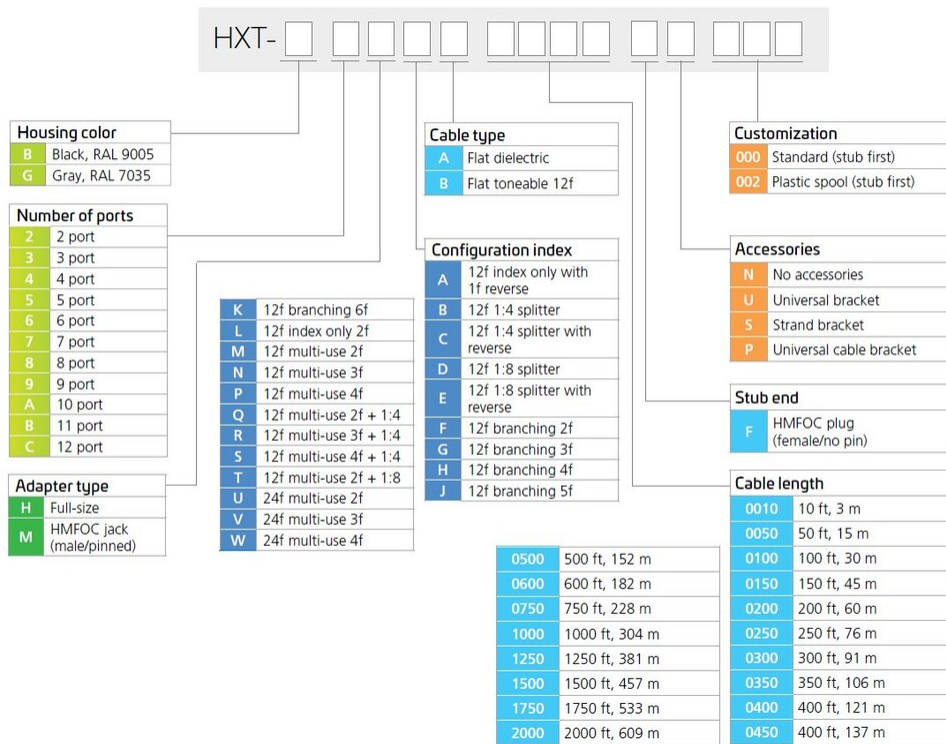 HXT-
Housing color
B Black, RAL 9005
G Gray, RAL 7035
Number of ports
2 2 port
3 3 port
4 4 port
5 5 port
6 6 port
7 7 port
8 8 port
9 9 port
A 10 port
B 11 port
C 12 port
Adapter type
H Full-size
M HMFOC jack
(male/pinned)
Configuration index
A 12f index only with
1f reverse
B 12f 1:4 splitter
C 12f 1:4 splitter with
reverse
D 12f 1:8 splitter
E 12f 1:8 splitter with
reverse
F 12f branching 2f
G 12f branching 3f
H 12f branching 4f
J 12f branching 5f
K 12f branching 6f
L 12f index only 2f
M 12f multi-use 2f
N 12f multi-use 3f
P 12f multi-use 4f
Q 12f multi-use 2f + 1:4
R 12f multi-use 3f + 1:4
S 12f multi-use 4f + 1:4
T 12f multi-use 2f + 1:8
U 24f multi-use 2f
V 24f multi-use 3f
W 24f multi-use 4f
Cable type
A Flat dielectric
B Flat toneable 12f
Customization
000 Standard (stub first)
002 Plastic spool (stub first)
Accessories
N No accessories
U Universal bracket
S Strand bracket
P Universal cable bracket
Stub end
F HMFOC plug
(female/no pin)
Cable length
0010 10 ft, 3 m
0050 50 ft, 15 m
0100 100 ft, 30 m
0150 150 ft, 45 m
0200 200 ft, 60 m
0250 250 ft, 76 m
0300 300 ft, 91 m
0350 350 ft, 106 m
0400 400 ft, 121 m
0450 400 ft, 137 m
0500 500 ft, 152 m
0600 600 ft, 182 m
0750 750 ft, 228 m
1000 1000 ft, 304 m
1250 1250 ft, 381 m
1500 1500 ft, 457 m
1750 1750 ft, 533 m
2000 2000 ft, 609 m